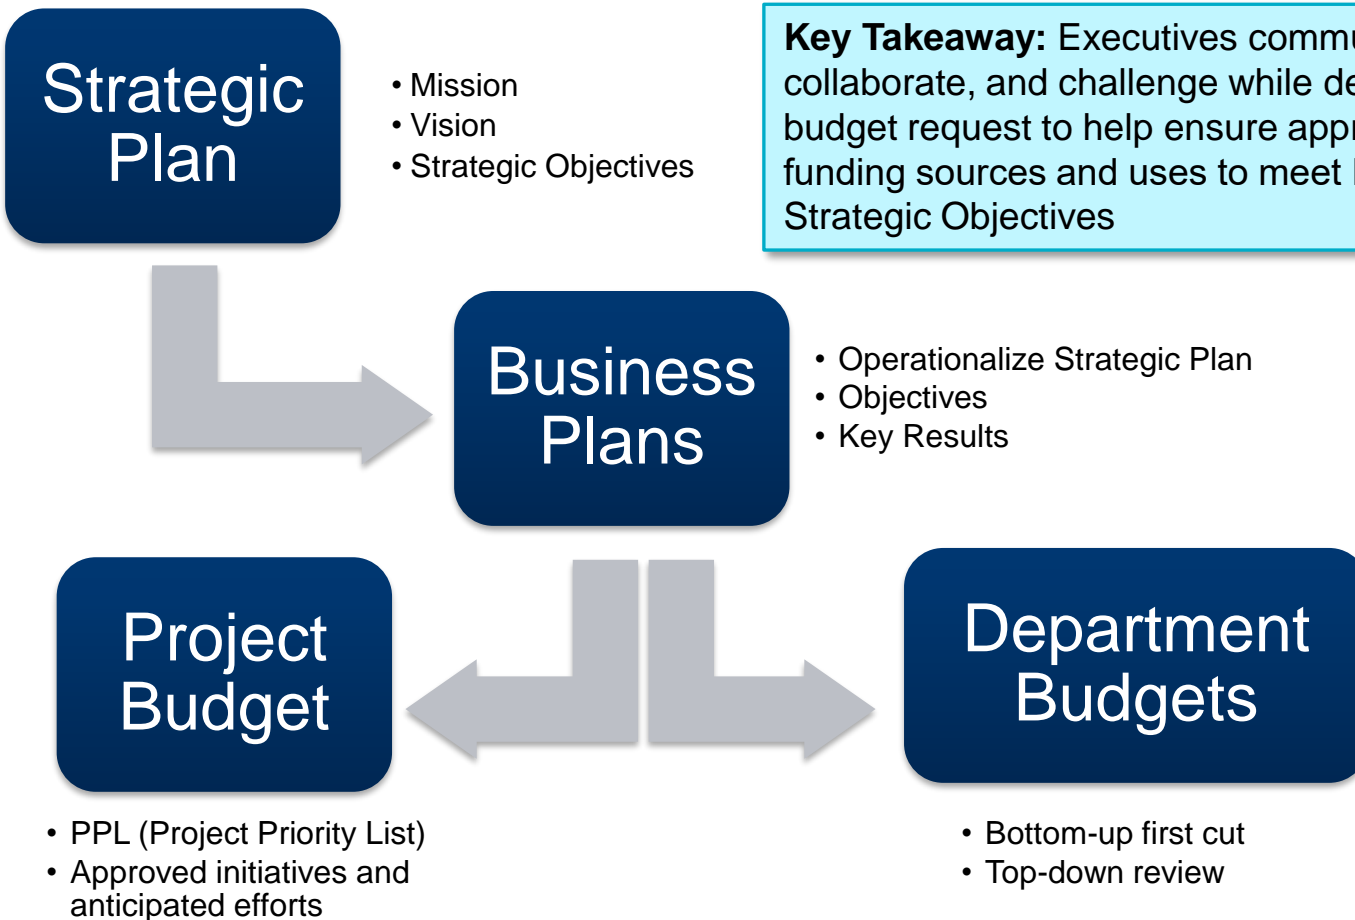 Strategic
Plan
• Mission
• Vision
• Strategic Objectives
Key Takeaway: Executives
collaborate, and challenge while
budget request to help ensure
funding sources and uses to meet
Strategic Objectives
Business
Plans
• Operationalize Strategic Plan
• Objectives
• Key Results
Project
Budget
• PPL (Project Priority List)
• Approved initiatives and
anticipated efforts
Department
Budgets
• Bottom-up first cut
• Top-down review